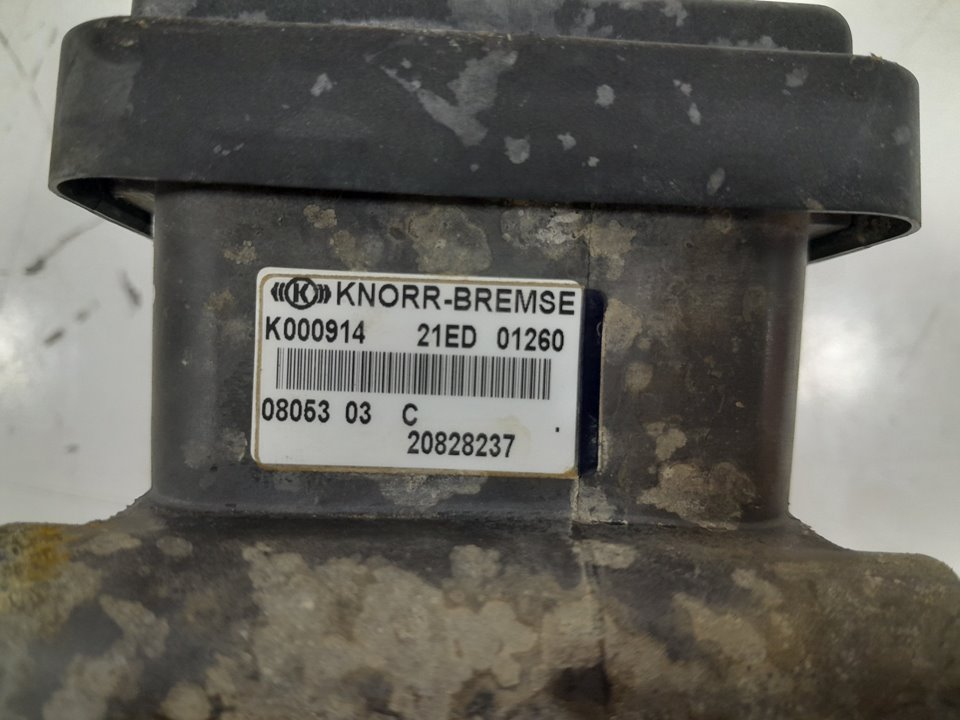 ((K)) KNORR-BREMSE
K000914 21ED 01260
08053 03 C
20828237